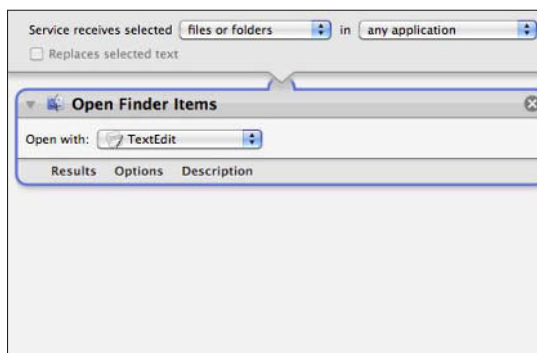 Service receives selected files or folders in any application
Replaces selected text
Open Finder Items
Open with: TextEdit
Results Options Description